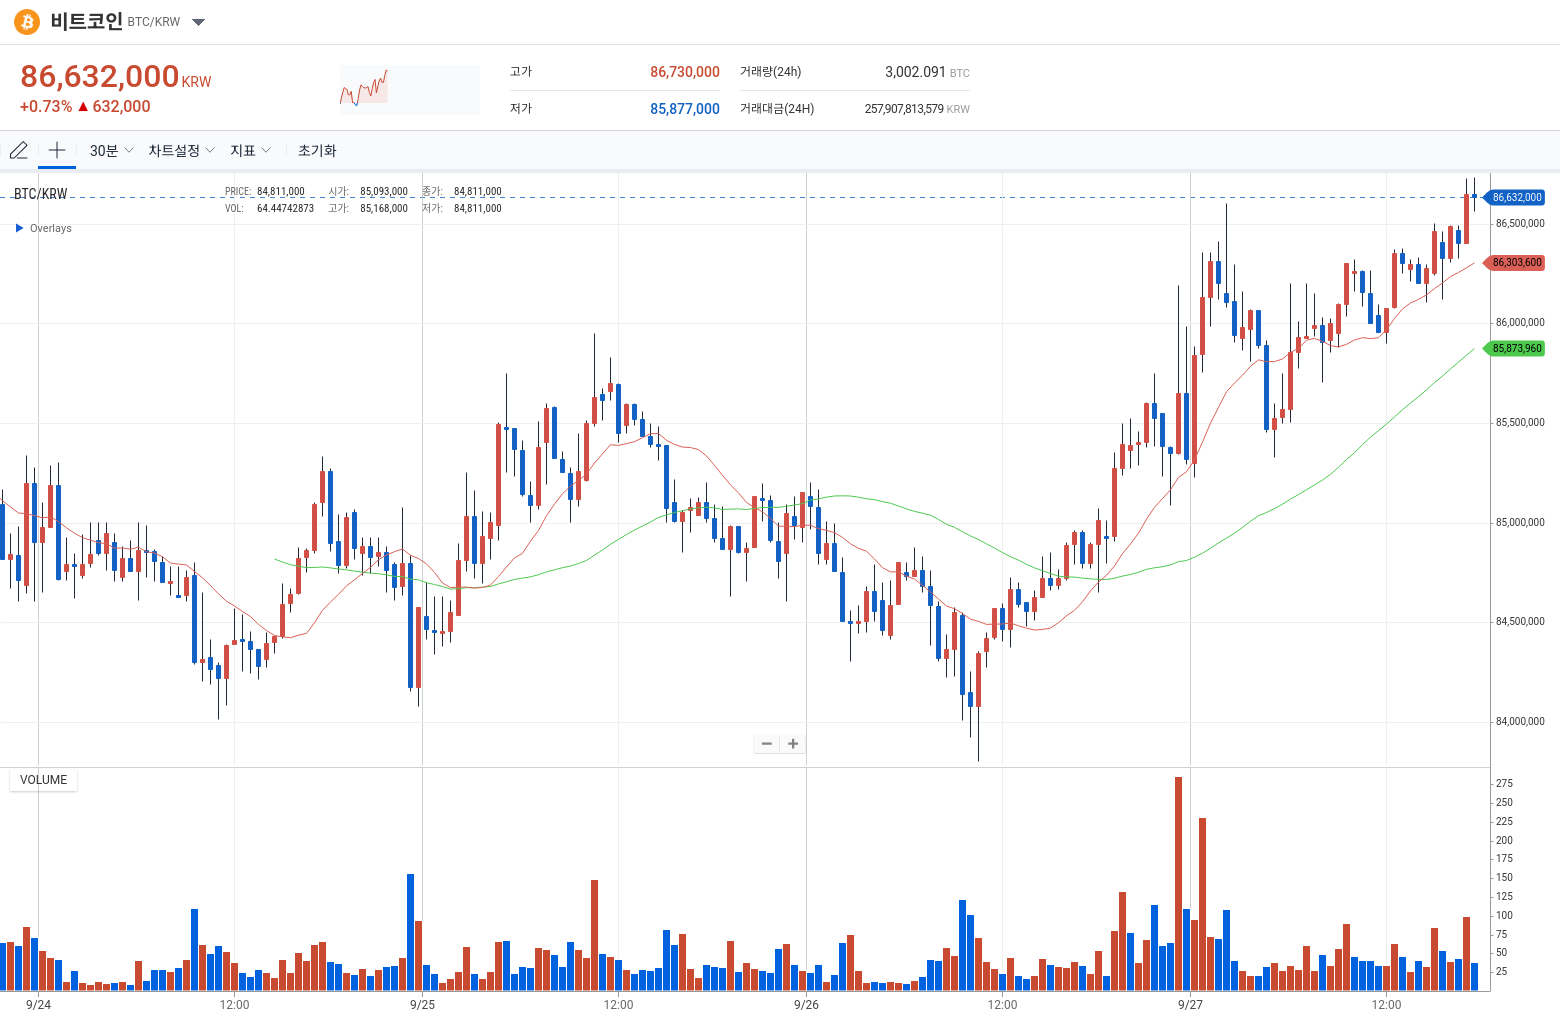 비트코인 BTC/KRW
86,632,000 KRW
+0.73% ▲ 632,000
고가 86,730,000 거래량(24h) 3,002.091 BTC
저가 85,877,000 거래대금(24H) 257,907,813,579 KRW
30분 차트설정 지표 초기화
BTC/KRW
PRICE: 84,811,000 시가: 85,093,000 종가: 84,811,000
VOL: 64.44742873 고가: 85,168,000 저가: 84,811,000
Overlays
86,632,000
86,500,000
86,303,600
86,000,000
85,873,960
85,500,000
85,000,000
84,500,000
84,000,000
VOLUME
275
250
225
200
175
150
125
100
75
50
25
9/24 12:00 9/25 12:00 9/26 12:00 9/27 12:00